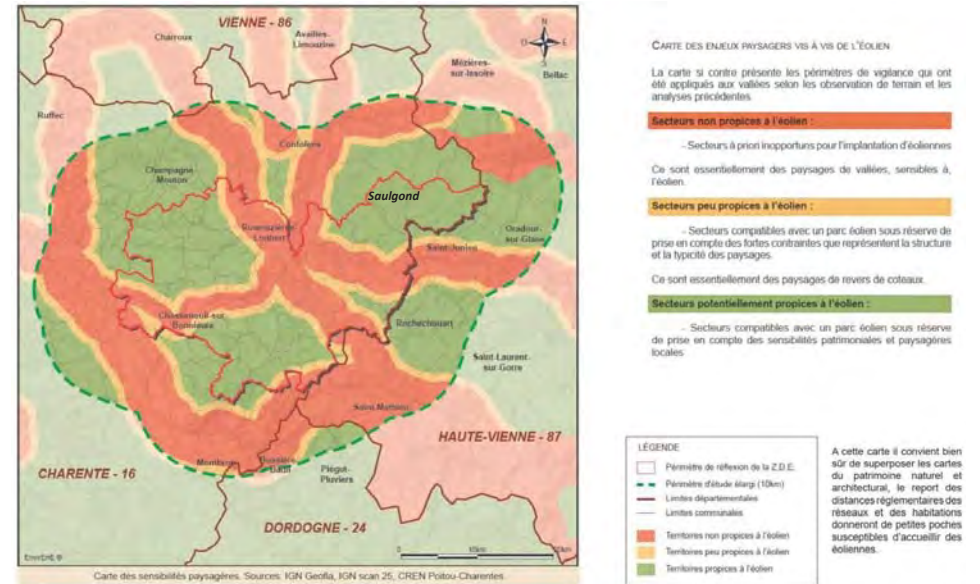 VIENNE - 86
Charroux
Availles-
Limouzine
N
O
E
S
Mézières-
sur-Issoire
Bellac
Ruffec
Confolens
Champagne
Mouton
Saulgond
Roumazières
Loubert
Oradour-
sur-Glane
Saint-Junien
Chasseneuil-sur
Bonnieure
Rochechouart
Saint-Laurent-
sur-Gorre
Saint-Mathieu
HAUTE-VIENNE - 87
CHARENTE - 16
Montbron
Bussière-
Badil
Piégut-
Pluviers
DORDOGNE - 24
EnerEHE ®
0 10km 20km
Carte des sensibilités paysagères. Sources: IGN Geofla, IGN scan 25, CREN Poitou-Charentes.
CARTE DES ENJEUX PAYSAGERS VIS À VIS DE L'ÉOLIEN
La carte si contre présente les périmètres de vigilance qui ont
été appliqués aux vallées selon les observation de terrain et les
analyses précédentes.
Secteurs non propices à l'éolien :
- Secteurs à priori inopportuns pour l'implantation d'éoliennes
Ce sont essentiellement des paysages de vallées, sensibles à,
l'éolien.
Secteurs peu propices à l'éolien :
- Secteurs compatibles avec un parc éolien sous réserve de
prise en compte des fortes contraintes que représentent la structure
et la typicité des paysages.
Ce sont essentiellement des paysages de revers de coteaux.
Secteurs potentiellement propices à l'éolien :
- Secteurs compatibles avec un parc éolien sous réserve
de prise en compte des sensibilités patrimoniales et paysagères
locales
LÉGENDE
Périmètre de réflexion de la Z.D.E.
Périmètre d'étude élargi (10km)
Limites départementales
Limites communales
Territoires non propices à l'éolien
Territoires peu propices à l'éolien
Territoires propices à l'éolien
A cette carte il convient bien
sûr de superposer les cartes
du patrimoine naturel et
architectural, le report des
distances réglementaires des
réseaux et des habitations
donneront de petites poches
susceptibles d'accueillir des
éoliennes.